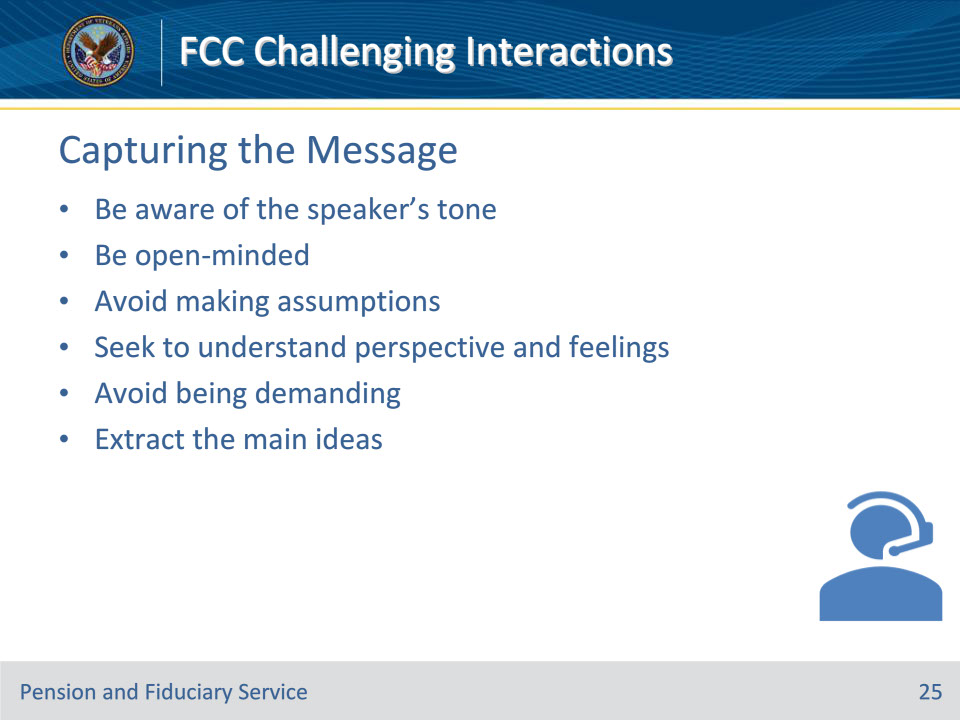 FCC Challenging Interactions
Capturing the Message
• Be aware of the speaker’s tone
• Be open-minded
• Avoid making assumptions
• Seek to understand perspective and feelings
• Avoid being demanding
• Extract the main ideas
Pension and Fiduciary Service
25